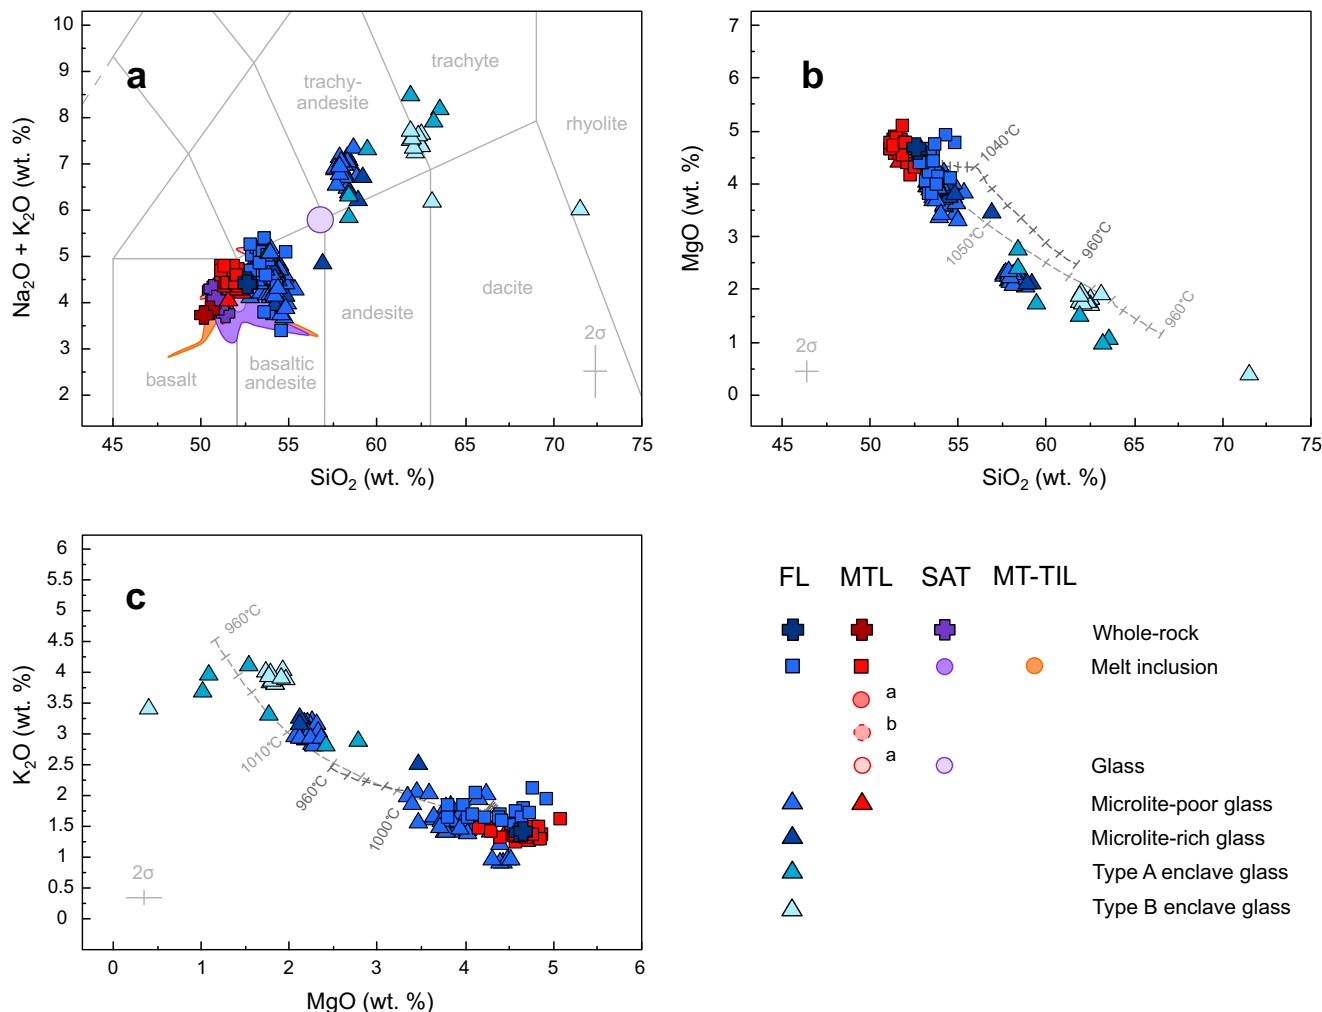 a
10
9
8
7
6
5
4
3
2
Na2O + K2O (wt. %)
trachyte
trachy-
andesite
rhyolite
andesite
dacite
basalt
basaltic
andesite
2σ
45 50 55 60 65 70 75
SiO2 (wt. %)
b
7
6
5
4
3
2
1
0
MgO (wt. %)
1040°C
960°C
1050°C
960°C
2σ
45 50 55 60 65 70 75
SiO2 (wt. %)
c
6
5.5
5
4.5
4
3.5
3
2.5
2
1.5
1
0.5
0
K2O (wt. %)
960°C
1010°C
960°C
1000°C
2σ
0 1 2 3 4 5 6
MgO (wt. %)
FL MTL SAT MT-TIL
Whole-rock
Melt inclusion
a
b
a
Glass
Microlite-poor glass
Microlite-rich glass
Type A enclave glass
Type B enclave glass